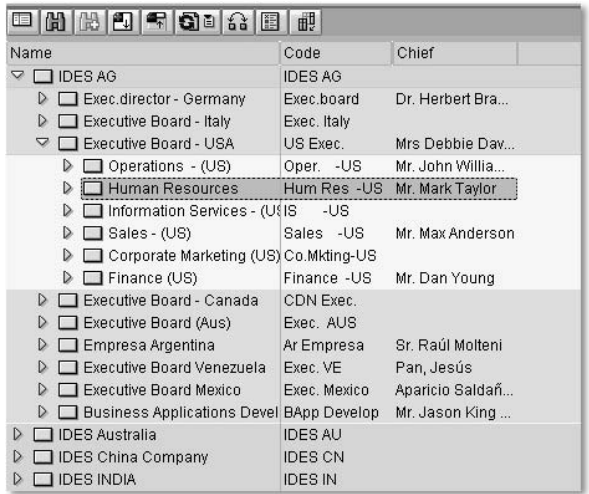 Name Code Chief
IDES AG IDES AG
Exec.director - Germany Exec.board Dr. Herbert Bra...
Executive Board - Italy Exec. Italy
Executive Board - USA US Exec. Mrs Debbie Dav...
Operations - (US) Oper. -US Mr. John Willia...
Human Resources Hum Res -US Mr. Mark Taylor
Information Services - (US IS -US
Sales - (US) Sales -US Mr. Max Anderson
Corporate Marketing (US) Co.Mkting-US
Finance (US) Finance -US Mr. Dan Young
Executive Board - Canada CDN Exec.
Executive Board (Aus) Exec. AUS
Empresa Argentina Ar Empresa Sr. Raúl Molteni
Executive Board Venezuela Exec. VE Pan, Jesús
Executive Board Mexico Exec. Mexico Aparicio Saldañ...
Business Applications Devel BApp Develop Mr. Jason King ...
IDES Australia IDES AU
IDES China Company IDES CN
IDES INDIA IDES IN